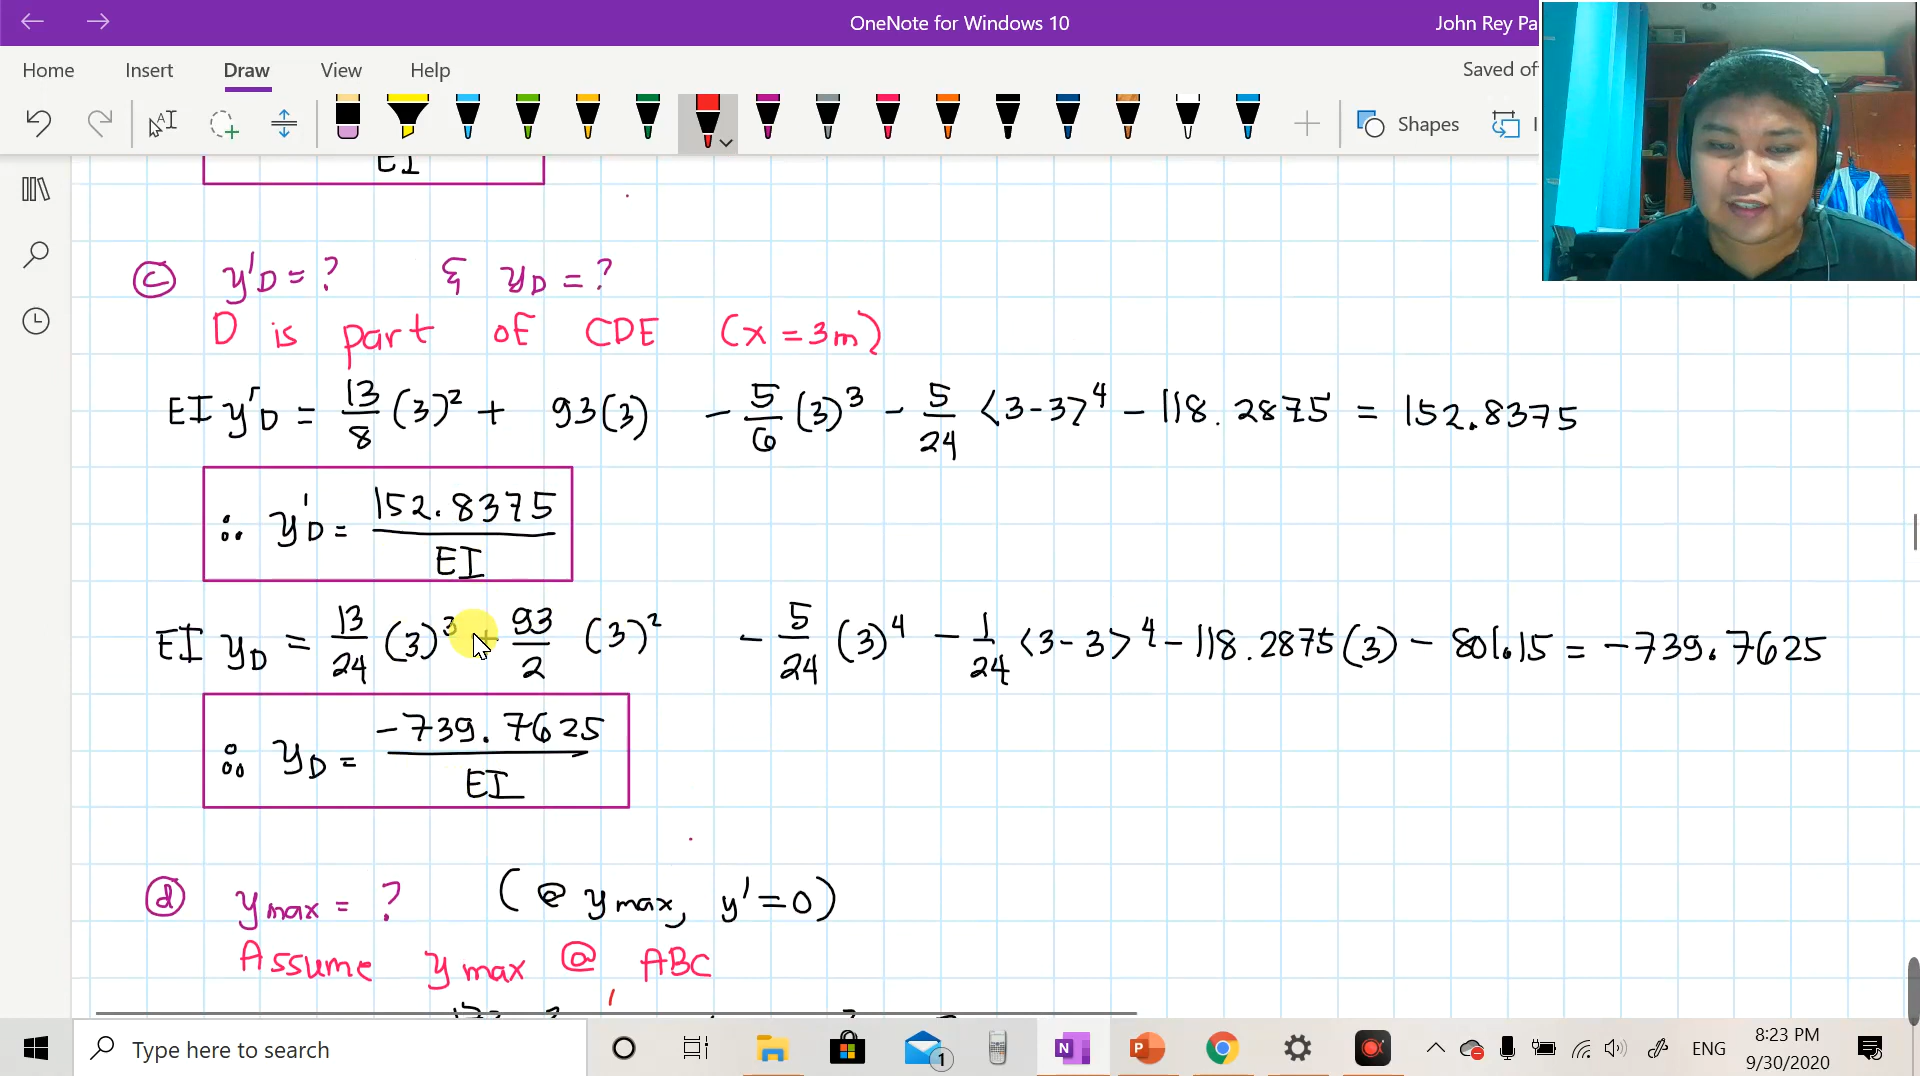 OneNote for Windows 10
John Rey Pa
Home Insert Draw View Help
Saved of
Shapes
EI
ⓒ y'D = ? & yD = ?
D is part of CDE (x = 3m)
EI y'D = 13/8 (3)² + 93(3) - 5/6 (3)³ - 5/24 ⟨3-3⟩⁴ - 118.2875 = 152.8375
∴ y'D = 152.8375/EI
EI yD = 13/24 (3)³ + 93/2 (3)² - 5/24 (3)⁴ - 1/24 ⟨3-3⟩⁴ - 118.2875(3) - 801.15 = -739.7625
∴ yD = -739.7625/EI
ⓓ ymax = ? (@ ymax, y' = 0)
Assume ymax @ ABC
Type here to search
1
ENG
8:23 PM
9/30/2020